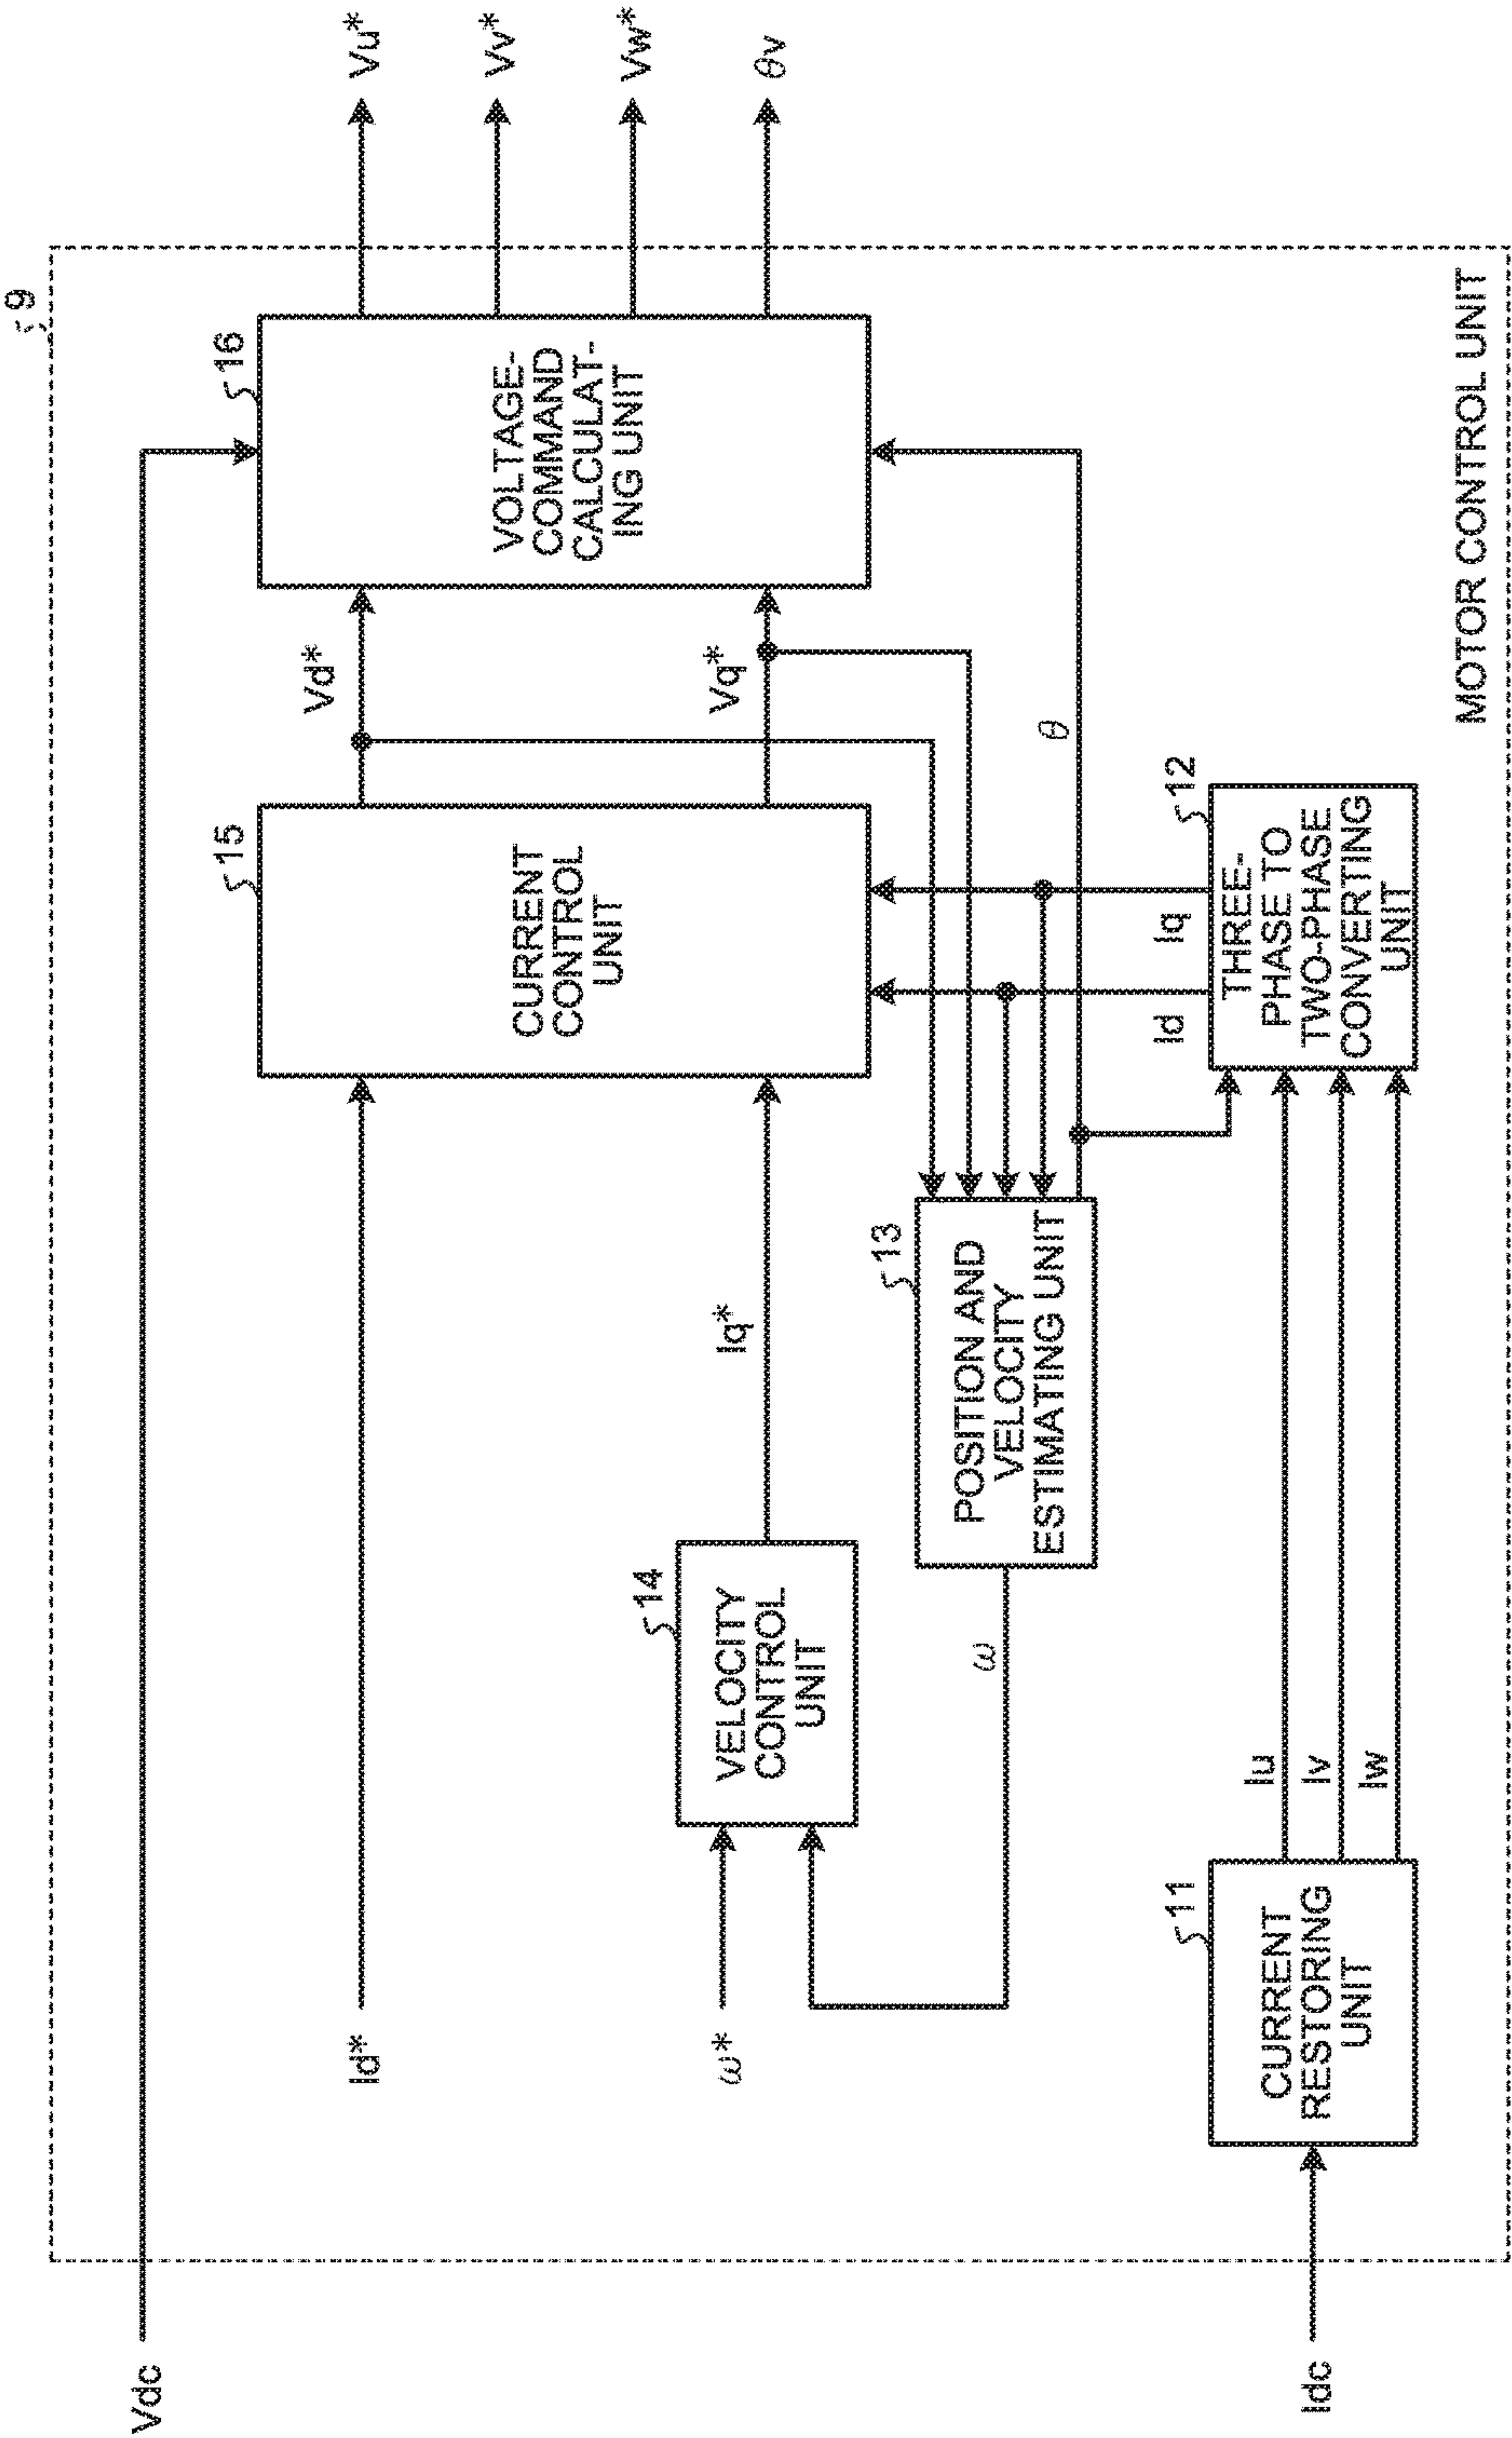 9
Vdc
16
VOLTAGE-
COMMAND
CALCULAT-
ING UNIT
Vu*
Vv*
Vw*
θv
15
CURRENT
CONTROL
UNIT
Vd*
Vq*
Id*
14
VELOCITY
CONTROL
UNIT
Iq*
ω*
13
POSITION AND
VELOCITY
ESTIMATING UNIT
ω
θ
Id
Iq
12
THREE-
PHASE TO
TWO-PHASE
CONVERTING
UNIT
11
CURRENT
RESTORING
UNIT
Iu
Iv
Iw
Idc
MOTOR CONTROL UNIT